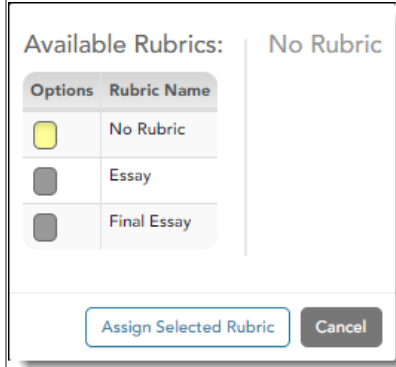 Available Rubrics:
No Rubric
Options Rubric Name
No Rubric
Essay
Final Essay
Assign Selected Rubric
Cancel